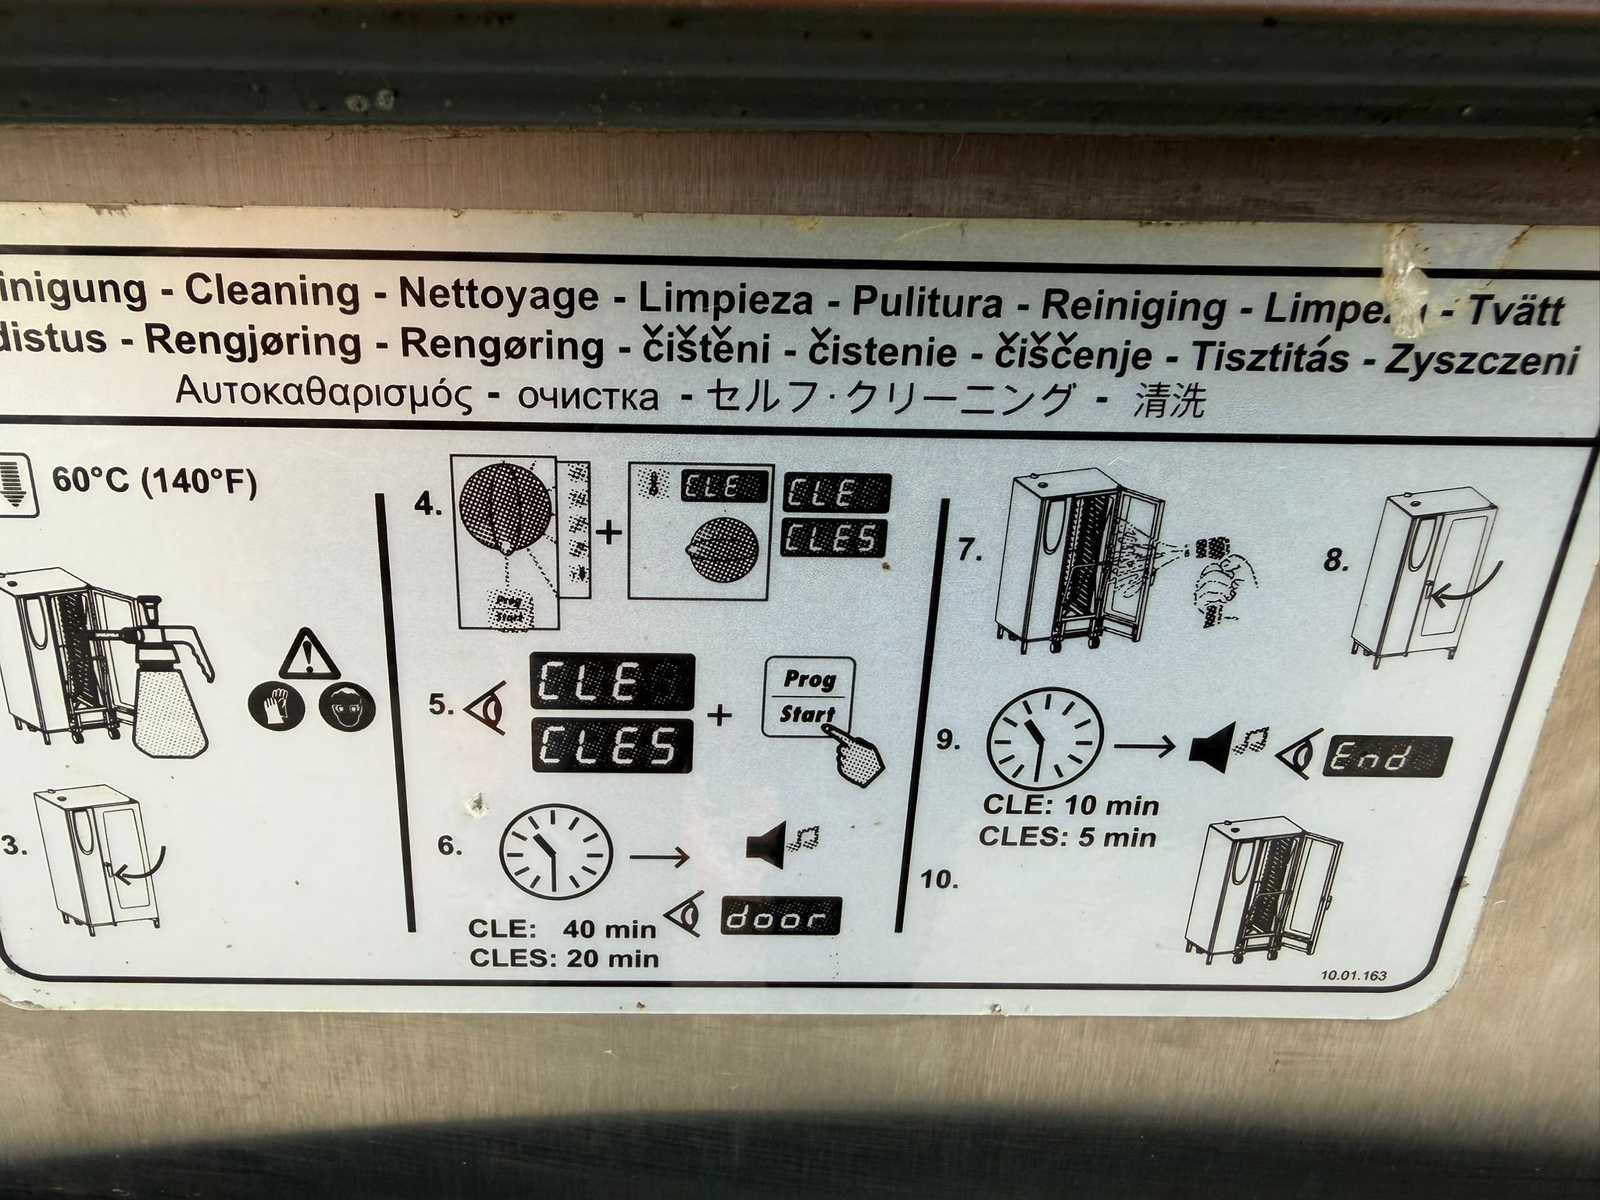 inigung - Cleaning - Nettoyage - Limpieza - Pulitura - Reiniging - Limpe - Tvätt
distus - Rengjøring - Rengøring - čištěni - čistenie - čiščenje - Tisztitás - Zyszczeni
Αυτοκαθαρισμός - очистка - セルフ・クリーニング - 清洗
60°C (140°F)
3.
4.
+
CLE
CLE
CLES
Prog
Start
5.
CLE
CLES
+
Prog
Start
6.
door
CLE: 40 min
CLES: 20 min
7.
8.
9.
End
CLE: 10 min
CLES: 5 min
10.
10.01.163